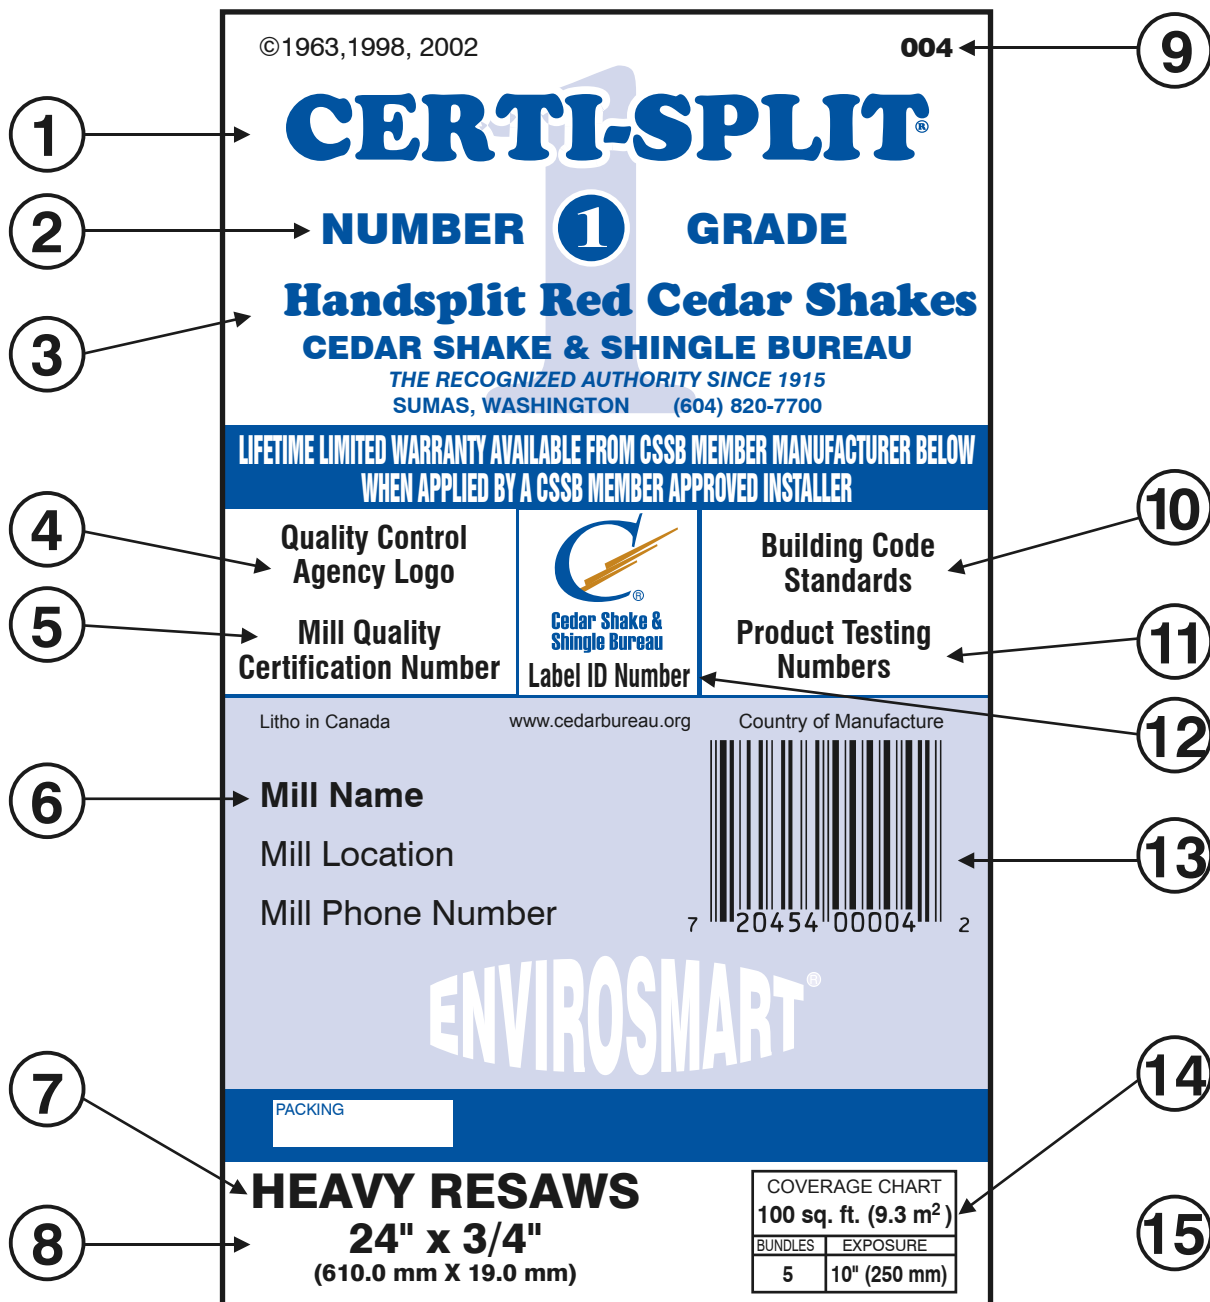 ©1963,1998, 2002
004
9
1
CERTI-SPLIT®
2
NUMBER 1 GRADE
3
Handsplit Red Cedar Shakes
CEDAR SHAKE & SHINGLE BUREAU
THE RECOGNIZED AUTHORITY SINCE 1915
SUMAS, WASHINGTON (604) 820-7700
LIFETIME LIMITED WARRANTY AVAILABLE FROM CSSB MEMBER MANUFACTURER BELOW
WHEN APPLIED BY A CSSB MEMBER APPROVED INSTALLER
4
Quality Control
Agency Logo
5
Mill Quality
Certification Number
C®
Cedar Shake &
Shingle Bureau
Label ID Number
10
Building Code
Standards
11
Product Testing
Numbers
12
Litho in Canada
www.cedarbureau.org
Country of Manufacture
6
Mill Name
Mill Location
Mill Phone Number
13
7 20454 00004 2
ENVIROSMART®
7
PACKING
HEAVY RESAWS
8
24" x 3/4"
(610.0 mm X 19.0 mm)
14
COVERAGE CHART
100 sq. ft. (9.3 m²)
BUNDLES EXPOSURE
5 10" (250 mm)
15